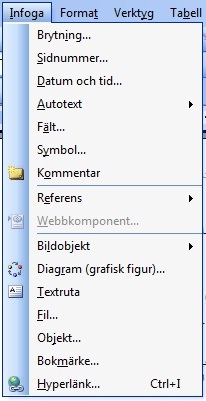 Infoga Format Verktyg Tabell
Brytning...
Sidnummer...
Datum och tid...
Autotext
Fält...
Symbol...
Kommentar
Referens
Webbkomponent...
Bildobjekt
Diagram (grafisk figur)...
Textruta
Fil...
Objekt...
Bokmärke...
Hyperlänk... Ctrl+I